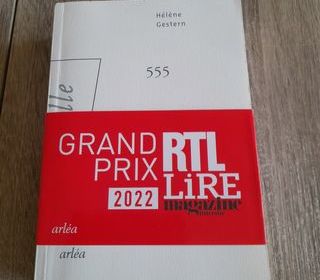 Hélène
Gestern
555
GRAND
PRIX
2022
RTL
LiRE
magazine
arléa
arléa